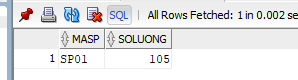 SQL | All Rows Fetched: 1 in 0.002 se
MASP SOLUONG
1 SP01 105